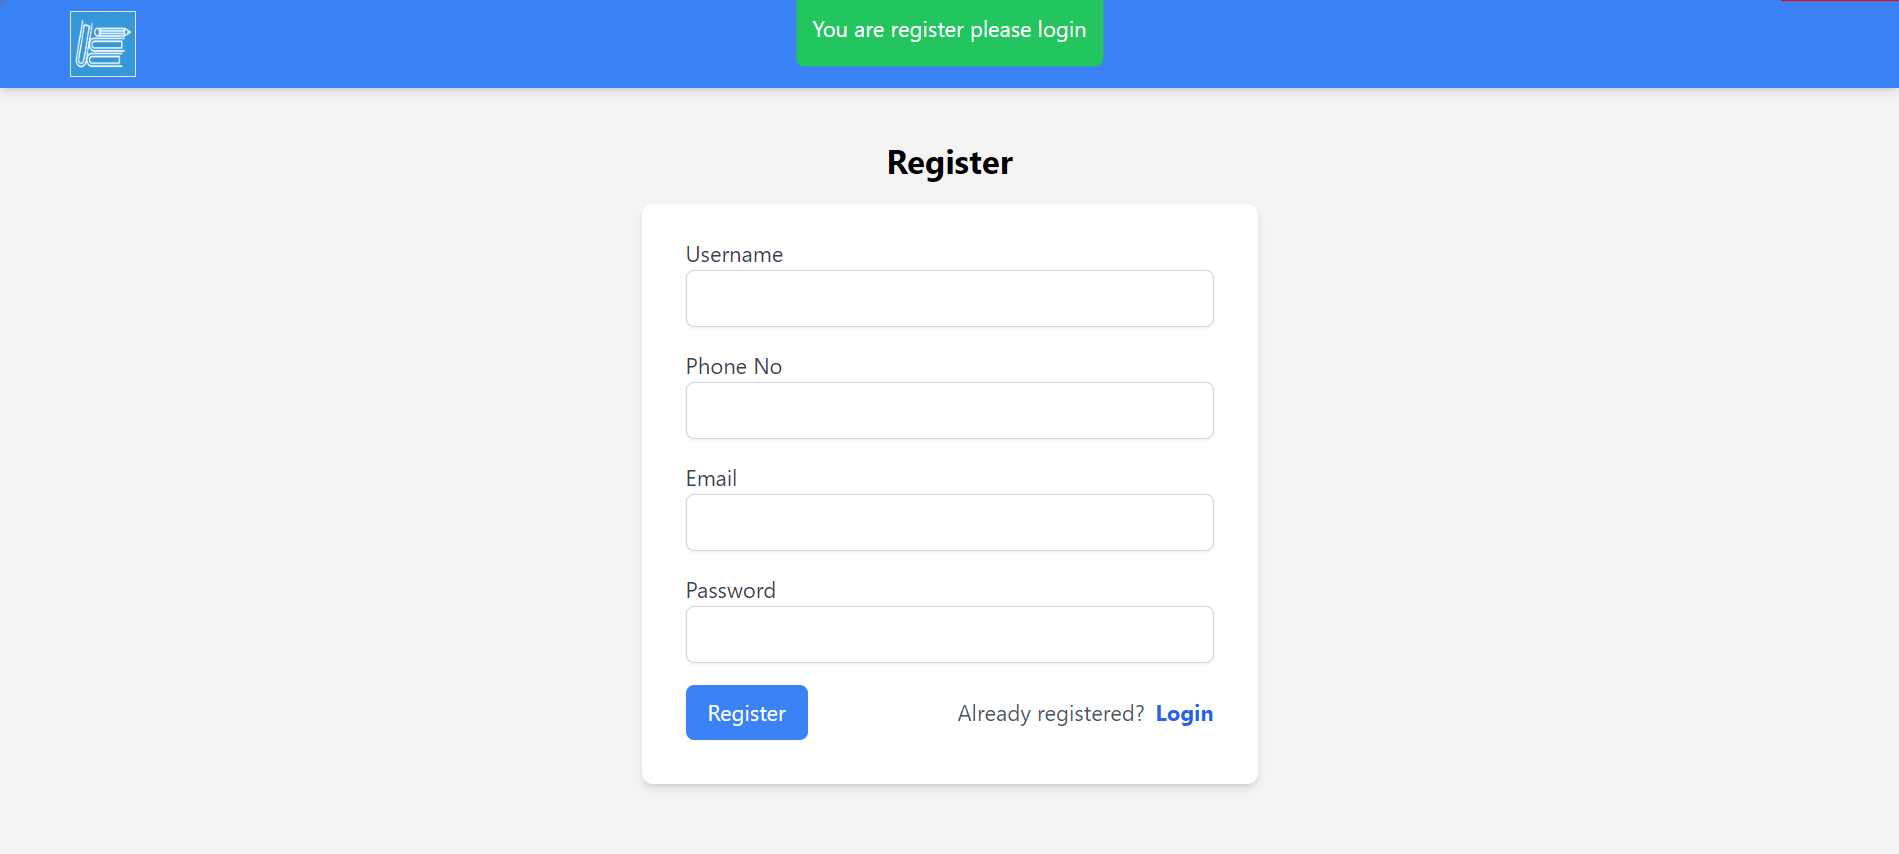 You are register please login
Register
Username
Phone No
Email
Password
Register
Already registered? Login